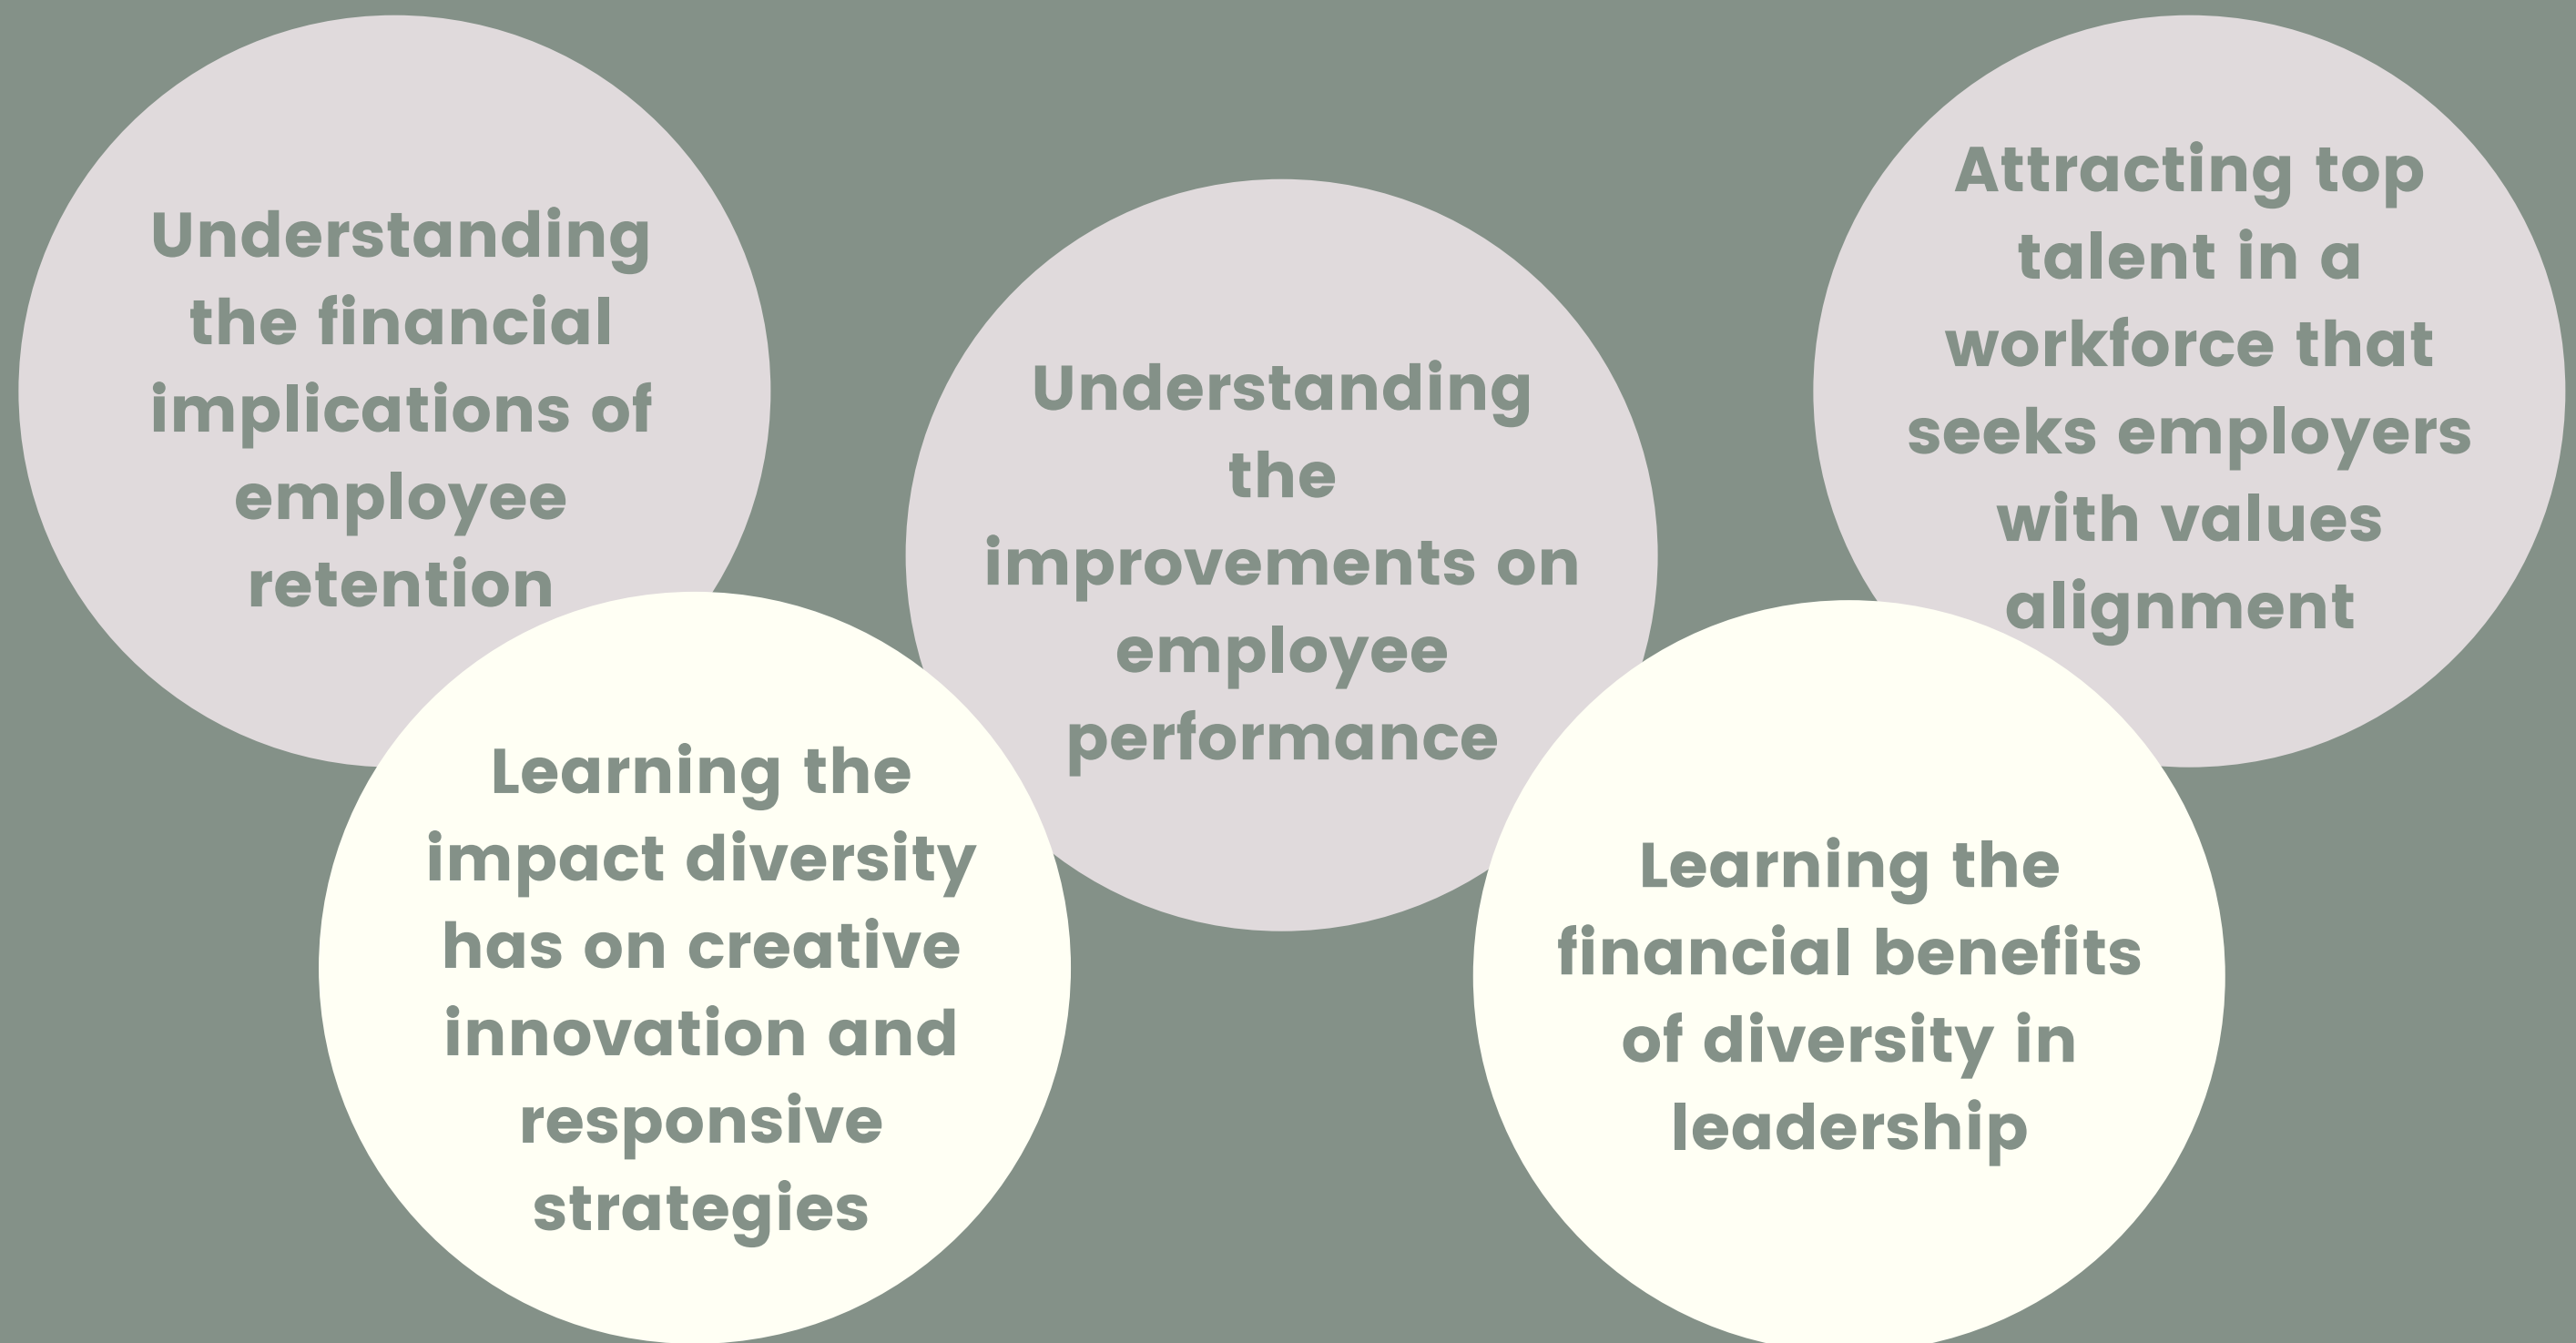 Understanding
the financial
implications of
employee
retention
Understanding
the
improvements on
employee
performance
Attracting top
talent in a
workforce that
seeks employers
with values
alignment
Learning the
impact diversity
has on creative
innovation and
responsive
strategies
Learning the
financial benefits
of diversity in
leadership